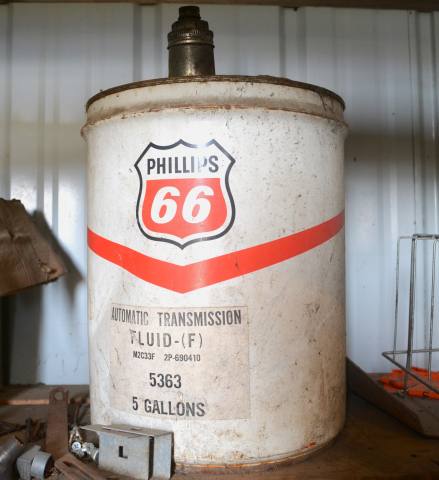 PHILLIPS
66
AUTOMATIC TRANSMISSION
FLUID-(F)
M2C33F 2P-690410
5363
5 GALLONS
L